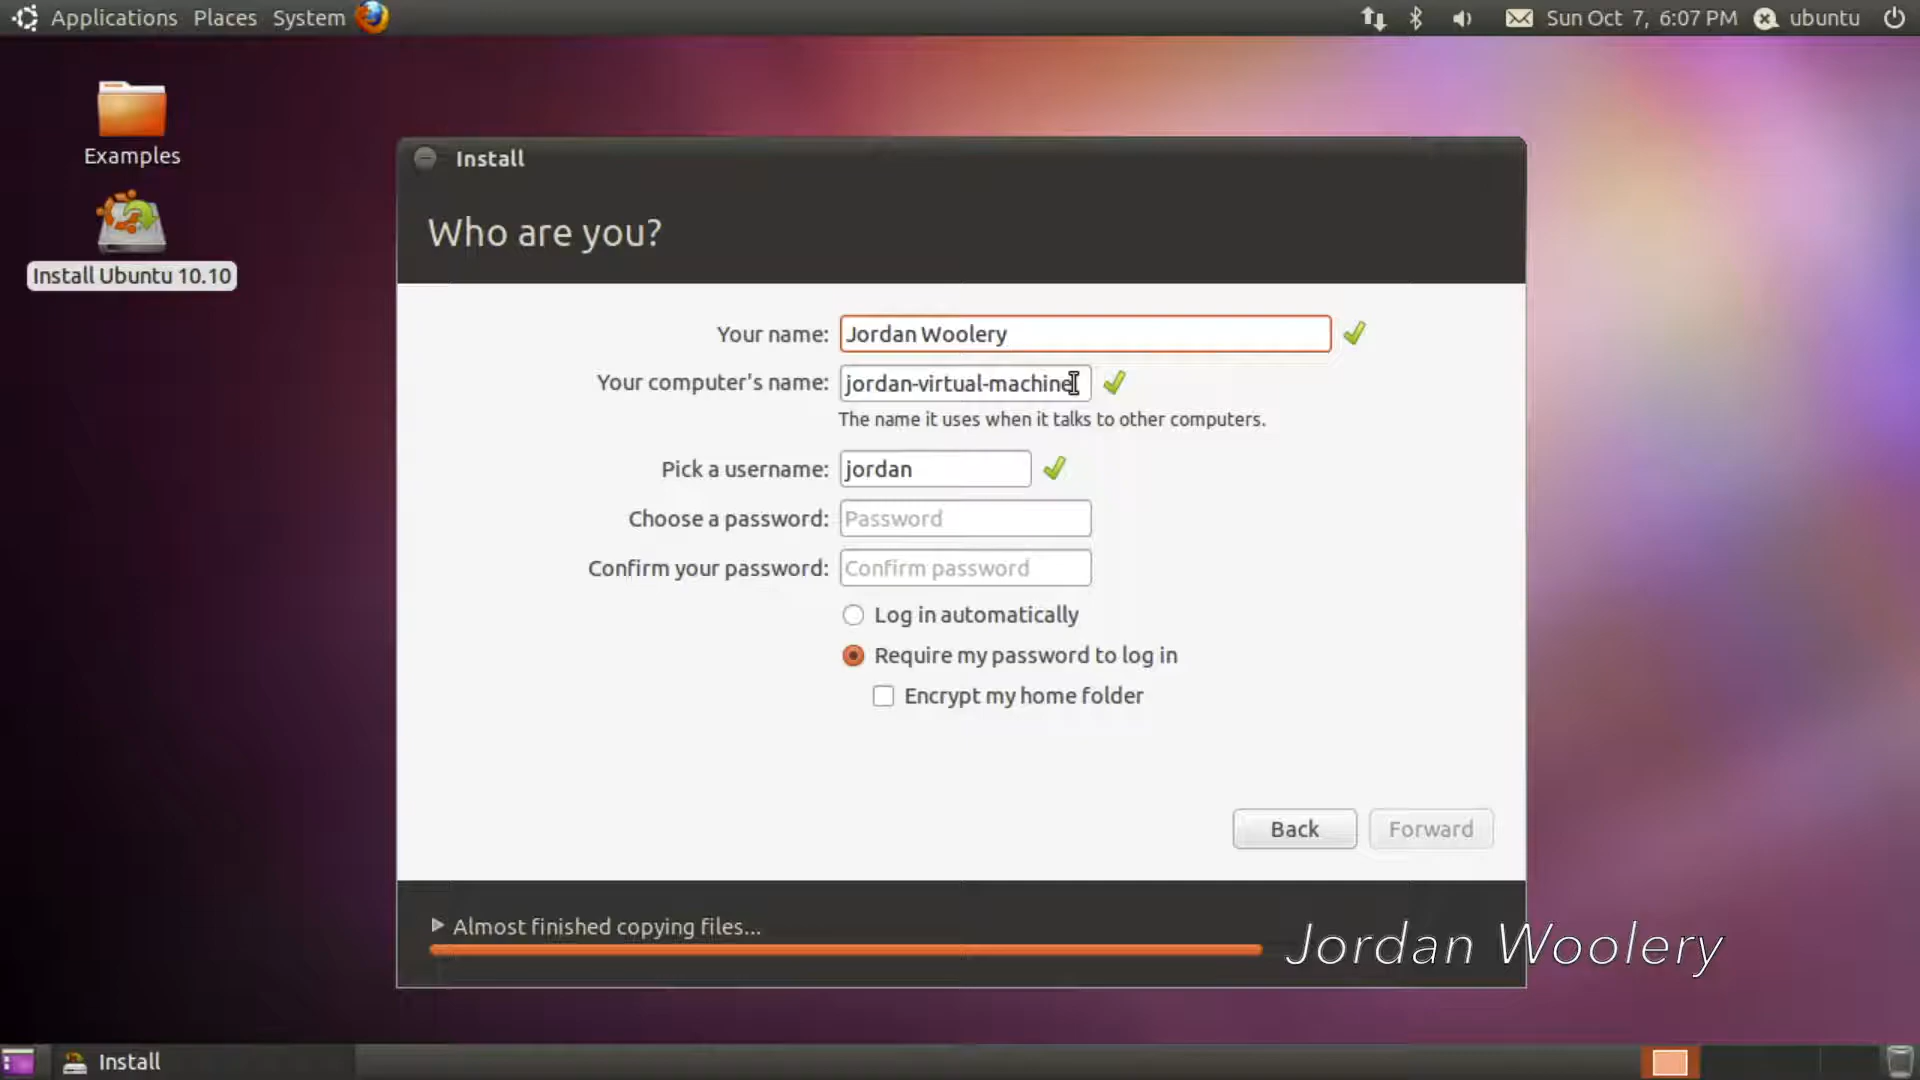 Applications Places System
Sun Oct 7, 6:07 PM ubuntu
Examples
Install Ubuntu 10.10
Install
Who are you?
Your name: Jordan Woolery
Your computer's name: jordan-virtual-machine
The name it uses when it talks to other computers.
Pick a username: jordan
Choose a password: Password
Confirm your password: Confirm password
Log in automatically
Require my password to log in
Encrypt my home folder
Back Forward
Almost finished copying files...
Jordan Woolery
Install